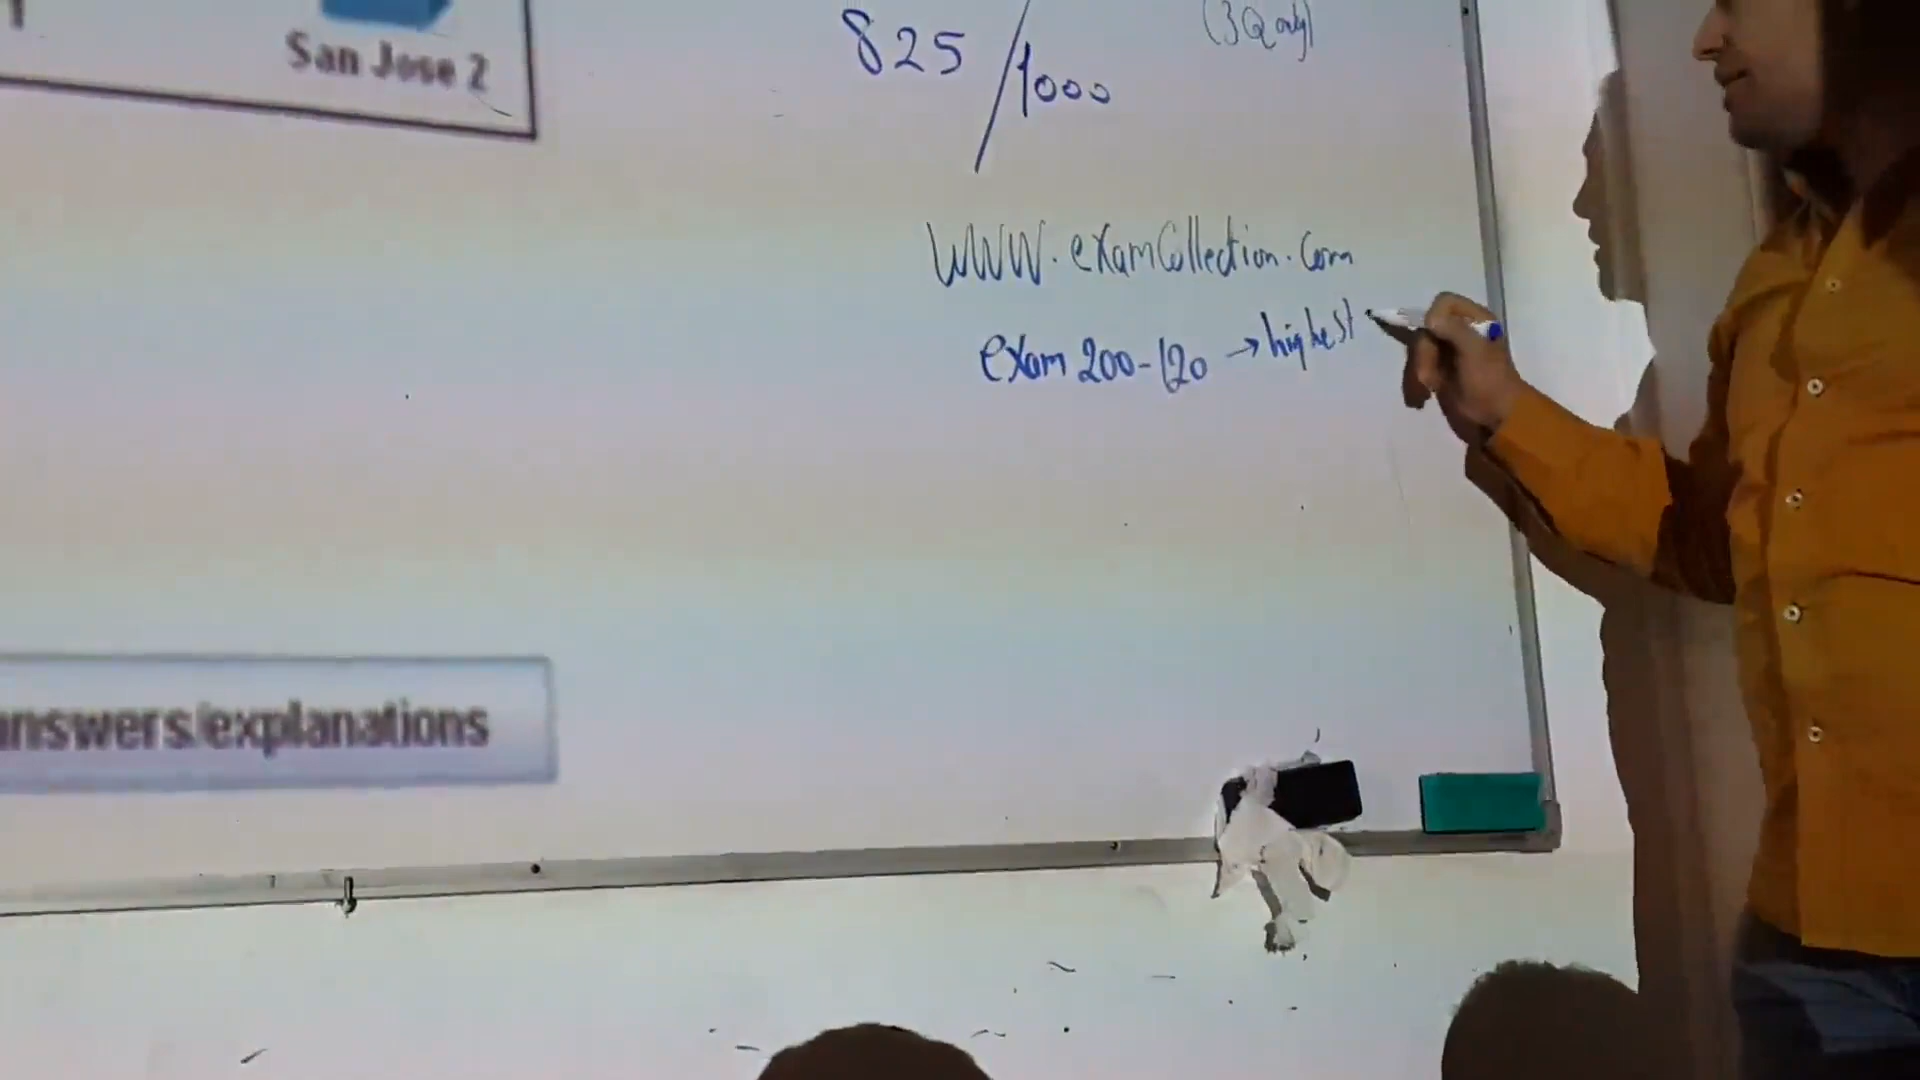 San Jose 2
825/1000
(3Q only)
WWW.examCollection.com
exam 200-120 → highest
answers/explanations